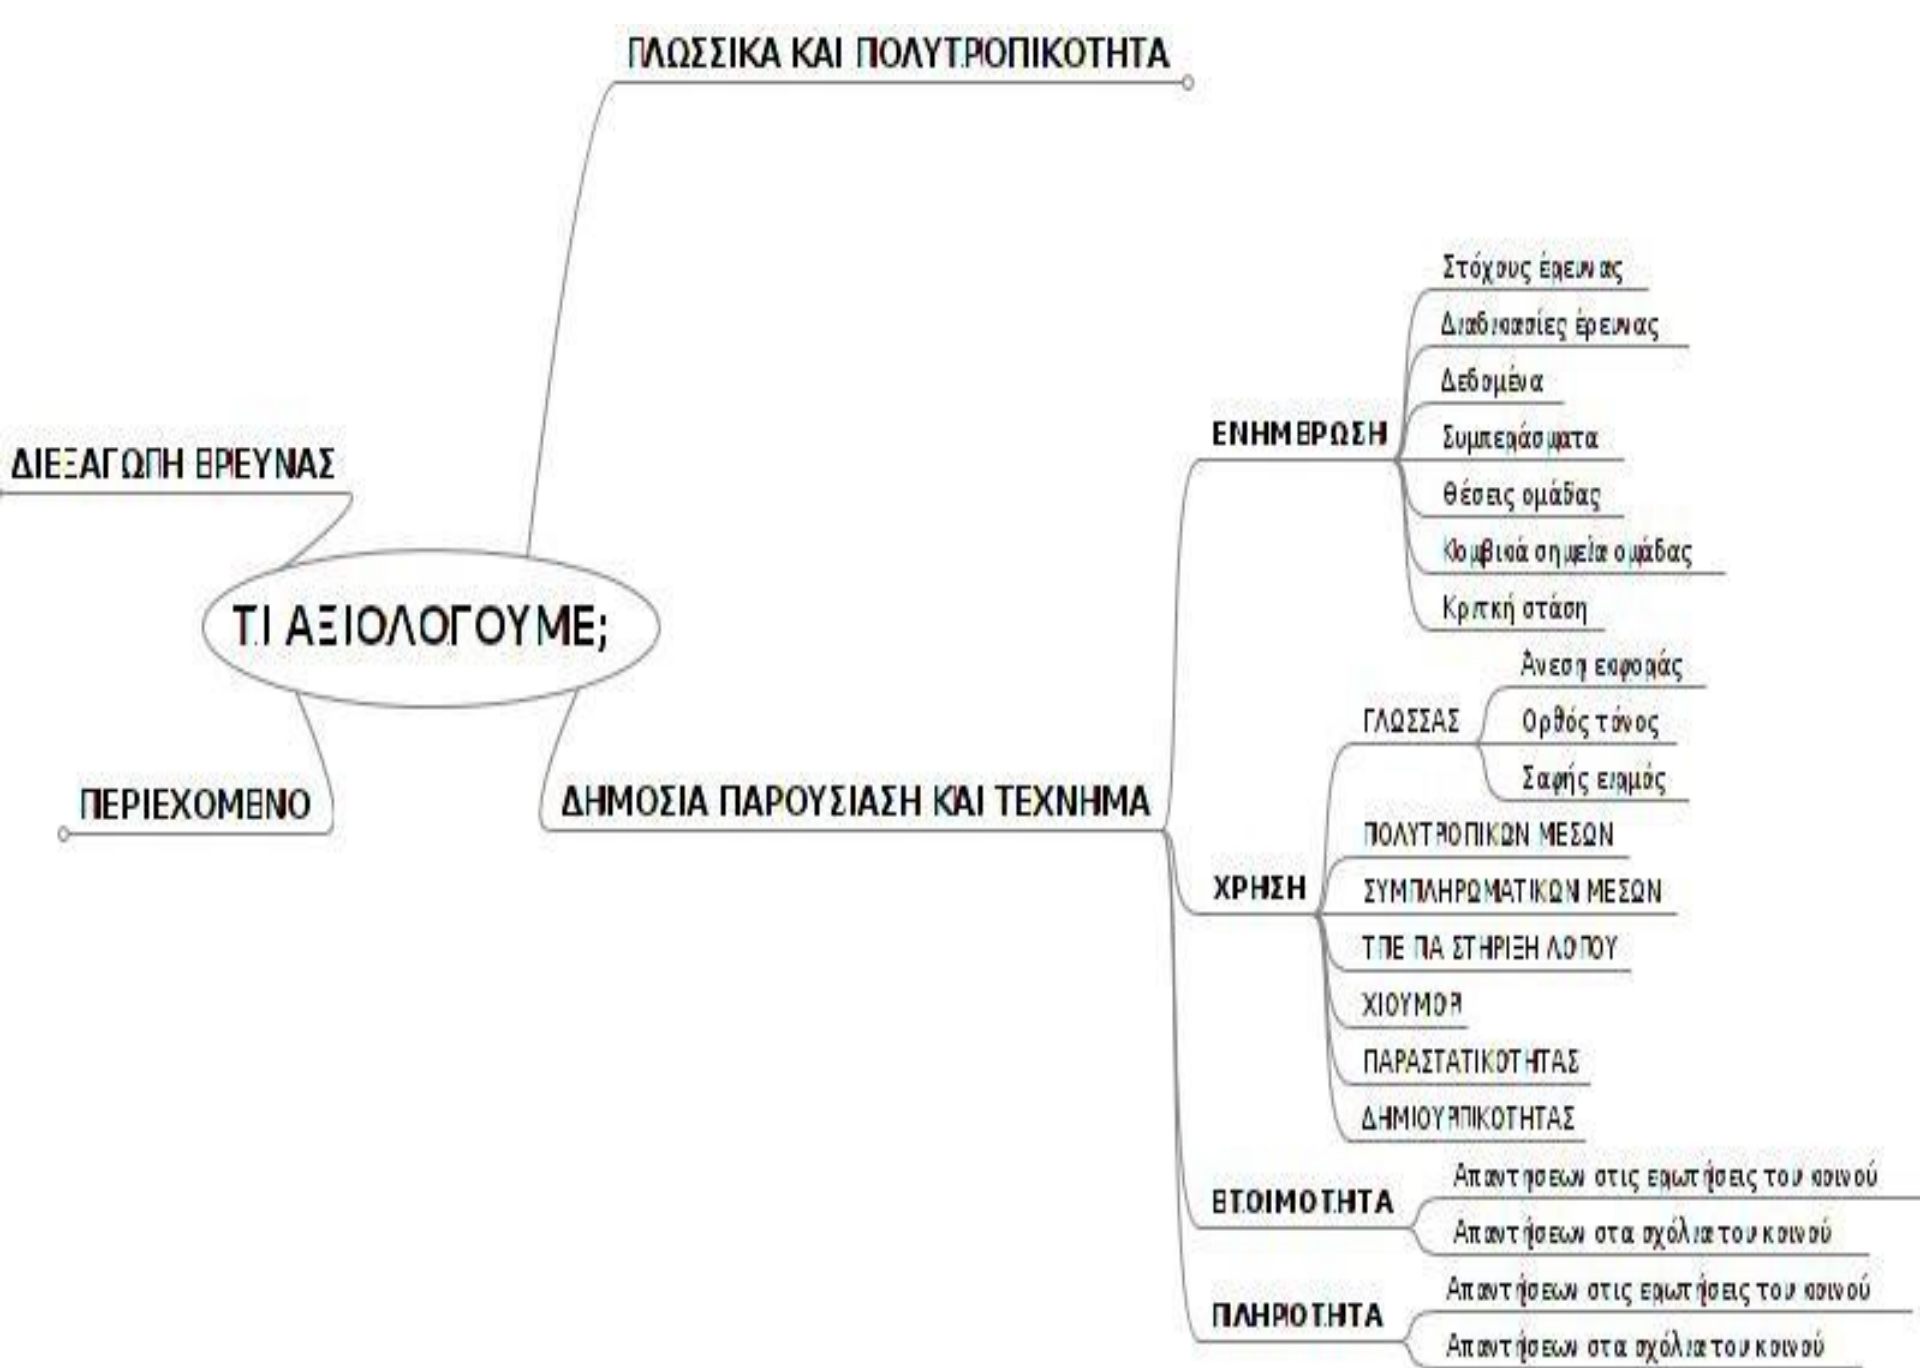 ΓΛΩΣΣΙΚΑ ΚΑΙ ΠΟΛΥΤΡΟΠΙΚΟΤΗΤΑ
ΔΙΕΞΑΓΩΓΗ ΕΡΕΥΝΑΣ
ΤΙ ΑΞΙΟΛΟΓΟΥΜΕ;
ΠΕΡΙΕΧΟΜΕΝΟ
ΔΗΜΟΣΙΑ ΠΑΡΟΥΣΙΑΣΗ ΚΑΙ ΤΕΧΝΗΜΑ
ΕΝΗΜΕΡΩΣΗ
Στόχους έρευνας
Διαδικασίες έρευνας
Δεδομένα
Συμπεράσματα
Θέσεις ομάδας
Κομβικά σημεία ομάδας
Κριτκή στάση
ΧΡΗΣΗ
ΓΛΩΣΣΑΣ
Άνεση εκφοράς
Ορθός τόνος
Σαφής ειρμός
ΠΟΛΥΤΡΟΠΙΚΩΝ ΜΕΣΩΝ
ΣΥΜΠΛΗΡΩΜΑΤΙΚΩΝ ΜΕΣΩΝ
ΤΠΕ ΓΙΑ ΣΤΗΡΙΞΗ ΛΟΓΟΥ
ΧΙΟΥΜΟΡ
ΠΑΡΑΣΤΑΤΙΚΟΤΗΤΑΣ
ΔΗΜΙΟΥΡΓΙΚΟΤΗΤΑΣ
ΕΤΟΙΜΟΤΗΤΑ
Απαντησεων στις ερωτήσεις του κοινού
Απαντήσεων στα σχόλια του κοινού
ΠΛΗΡΟΤΗΤΑ
Απαντήσεων στις ερωτήσεις του κοινού
Απαντήσεων στα σχόλια του κοινού